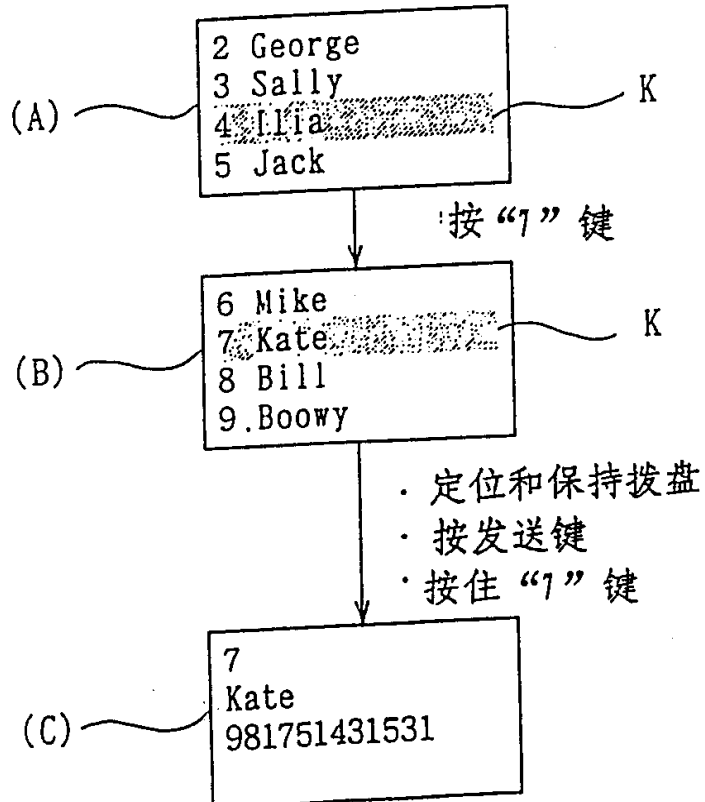 2 George
3 Sally
(A)
4 Ilia
K
5 Jack
按“7”键
6 Mike
7 Kate
K
(B)
8 Bill
9.Boowy
· 定位和保持拨盘
· 按发送键
· 按住“7”键
7
Kate
(C)
981751431531